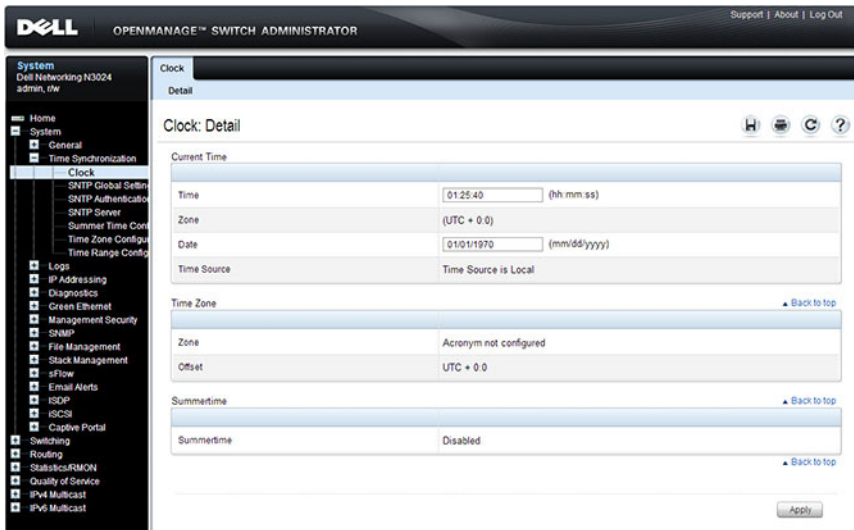 Support | About | Log Out
DELL
OPENMANAGE™ SWITCH ADMINISTRATOR
System
Dell Networking N3024
admin, r/w
Home
System
General
Time Synchronization
Clock
SNTP Global Settin
SNTP Authenticatio
SNTP Server
Summer Time Conf
Time Zone Configur
Time Range Config
Logs
IP Addressing
Diagnostics
Green Ethernet
Management Security
SNMP
File Management
Stack Management
sFlow
Email Alerts
ISDP
iSCSI
Captive Portal
Switching
Routing
Statistics/RMON
Quality of Service
IPv4 Multicast
IPv6 Multicast
Clock
Detail
Clock: Detail
Current Time
Time 01:25:40 (hh:mm:ss)
Zone (UTC + 0:0)
Date 01/01/1970 (mm/dd/yyyy)
Time Source Time Source is Local
Time Zone Back to top
Zone Acronym not configured
Offset UTC + 0:0
Summertime Back to top
Summertime Disabled
Back to top
Apply